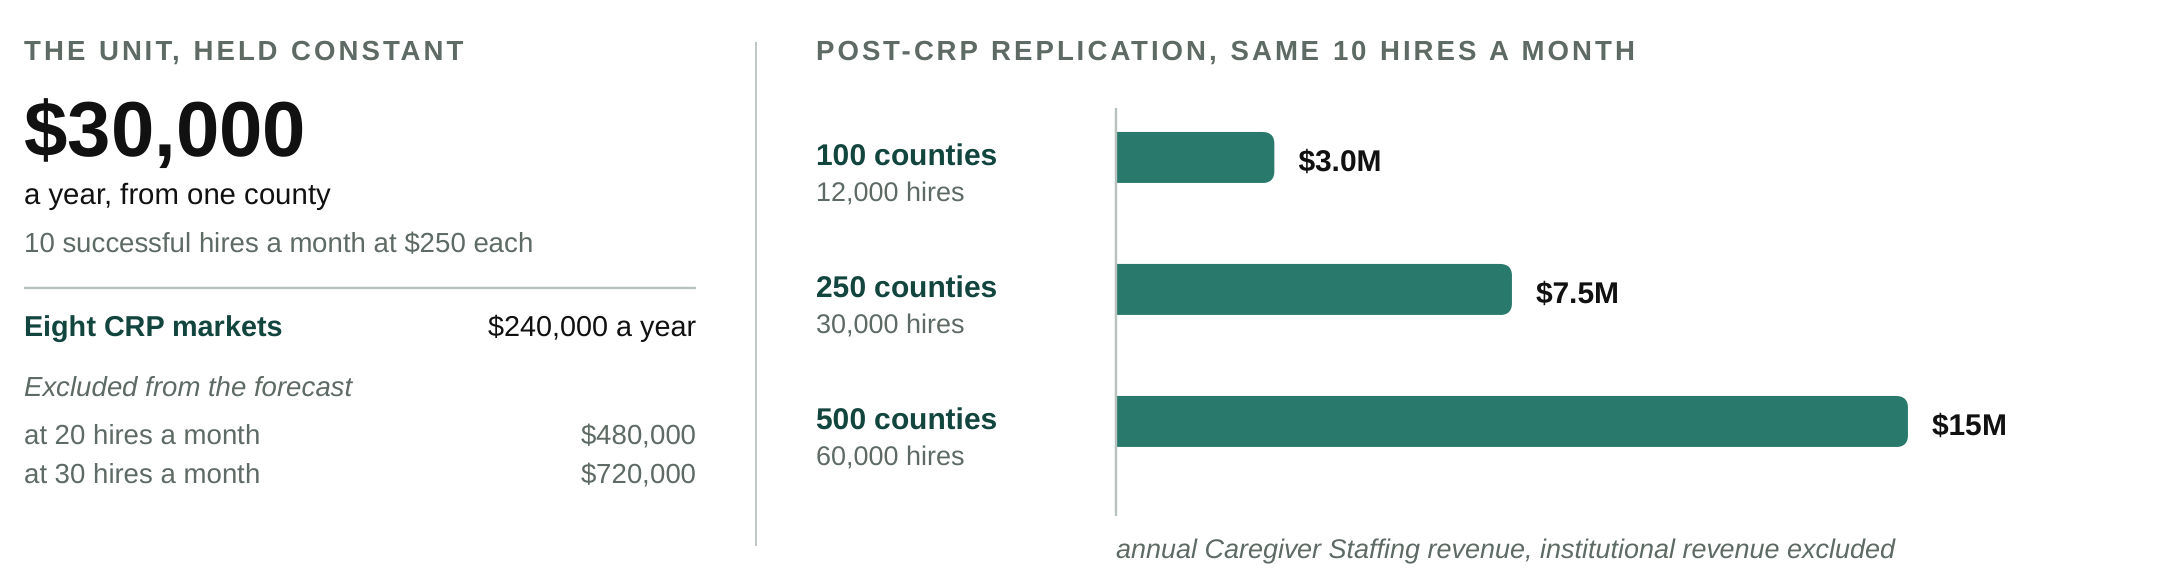 THE UNIT, HELD CONSTANT
$30,000
a year, from one county
10 successful hires a month at $250 each
Eight CRP markets $240,000 a year
Excluded from the forecast
at 20 hires a month $480,000
at 30 hires a month $720,000
POST-CRP REPLICATION, SAME 10 HIRES A MONTH
100 counties
12,000 hires
$3.0M
250 counties
30,000 hires
$7.5M
500 counties
60,000 hires
$15M
annual Caregiver Staffing revenue, institutional revenue excluded